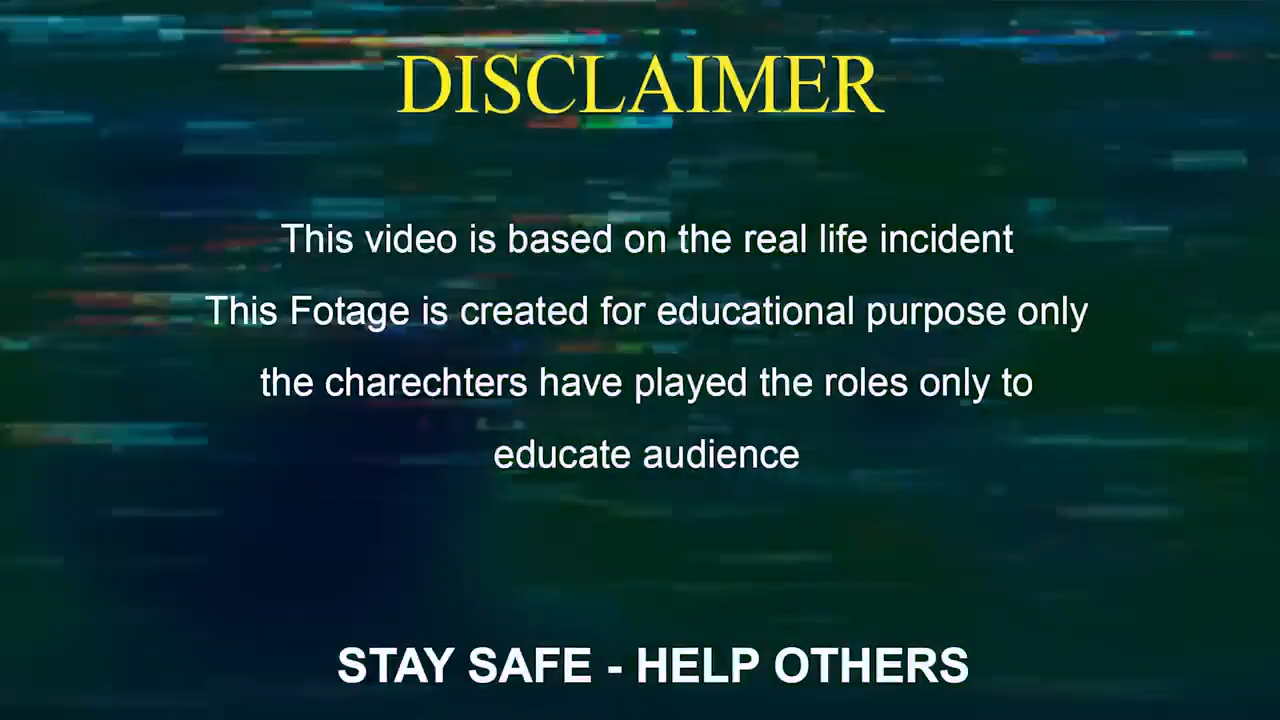 DISCLAIMER
This video is based on the real life incident
This Fotage is created for educational purpose only
the charechters have played the roles only to
educate audience
STAY SAFE - HELP OTHERS